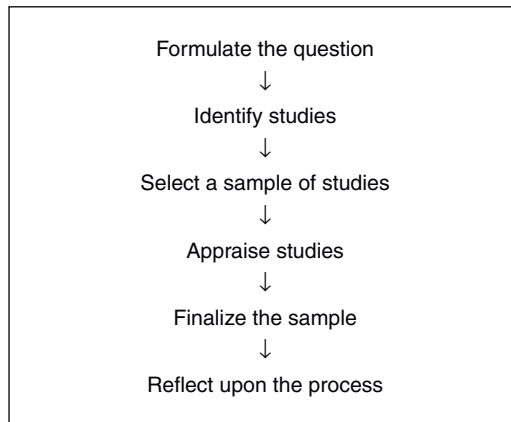 Formulate the question
↓
Identify studies
↓
Select a sample of studies
↓
Appraise studies
↓
Finalize the sample
↓
Reflect upon the process